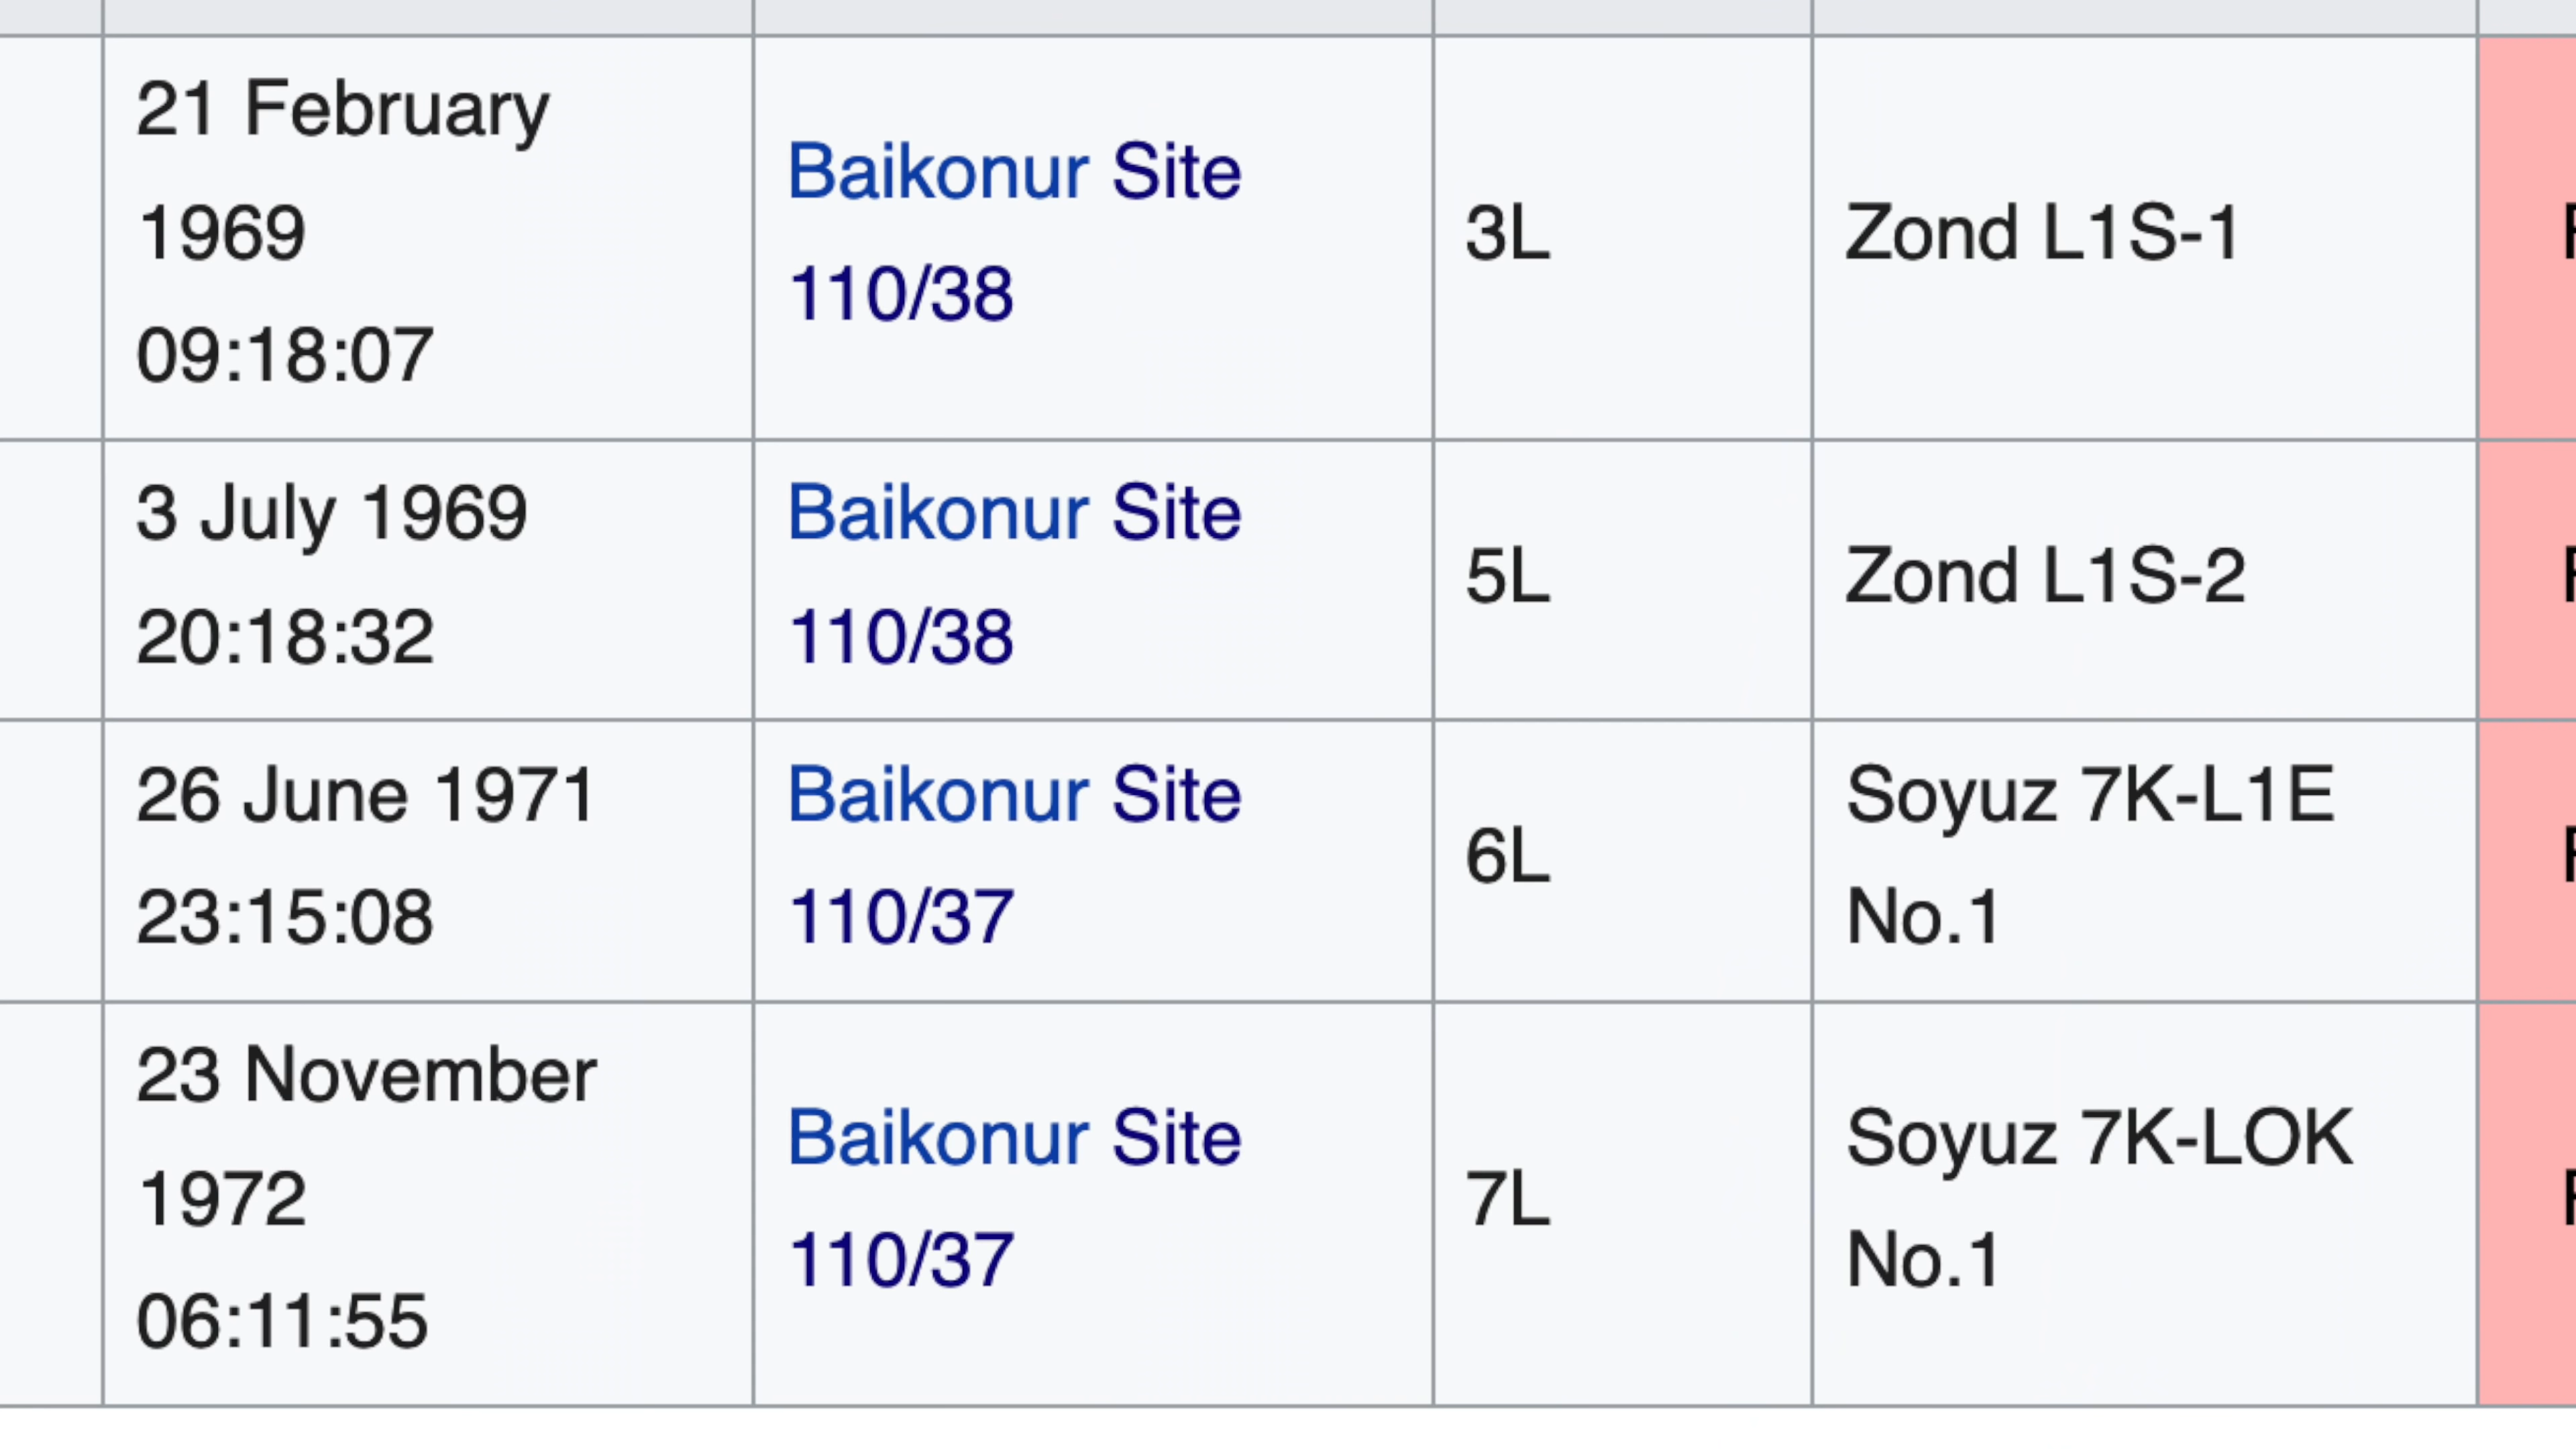 21 February
1969
09:18:07
Baikonur Site
110/38
3L
Zond L1S-1
3 July 1969
20:18:32
Baikonur Site
110/38
5L
Zond L1S-2
26 June 1971
23:15:08
Baikonur Site
110/37
6L
Soyuz 7K-L1E
No.1
23 November
1972
06:11:55
Baikonur Site
110/37
7L
Soyuz 7K-LOK
No.1